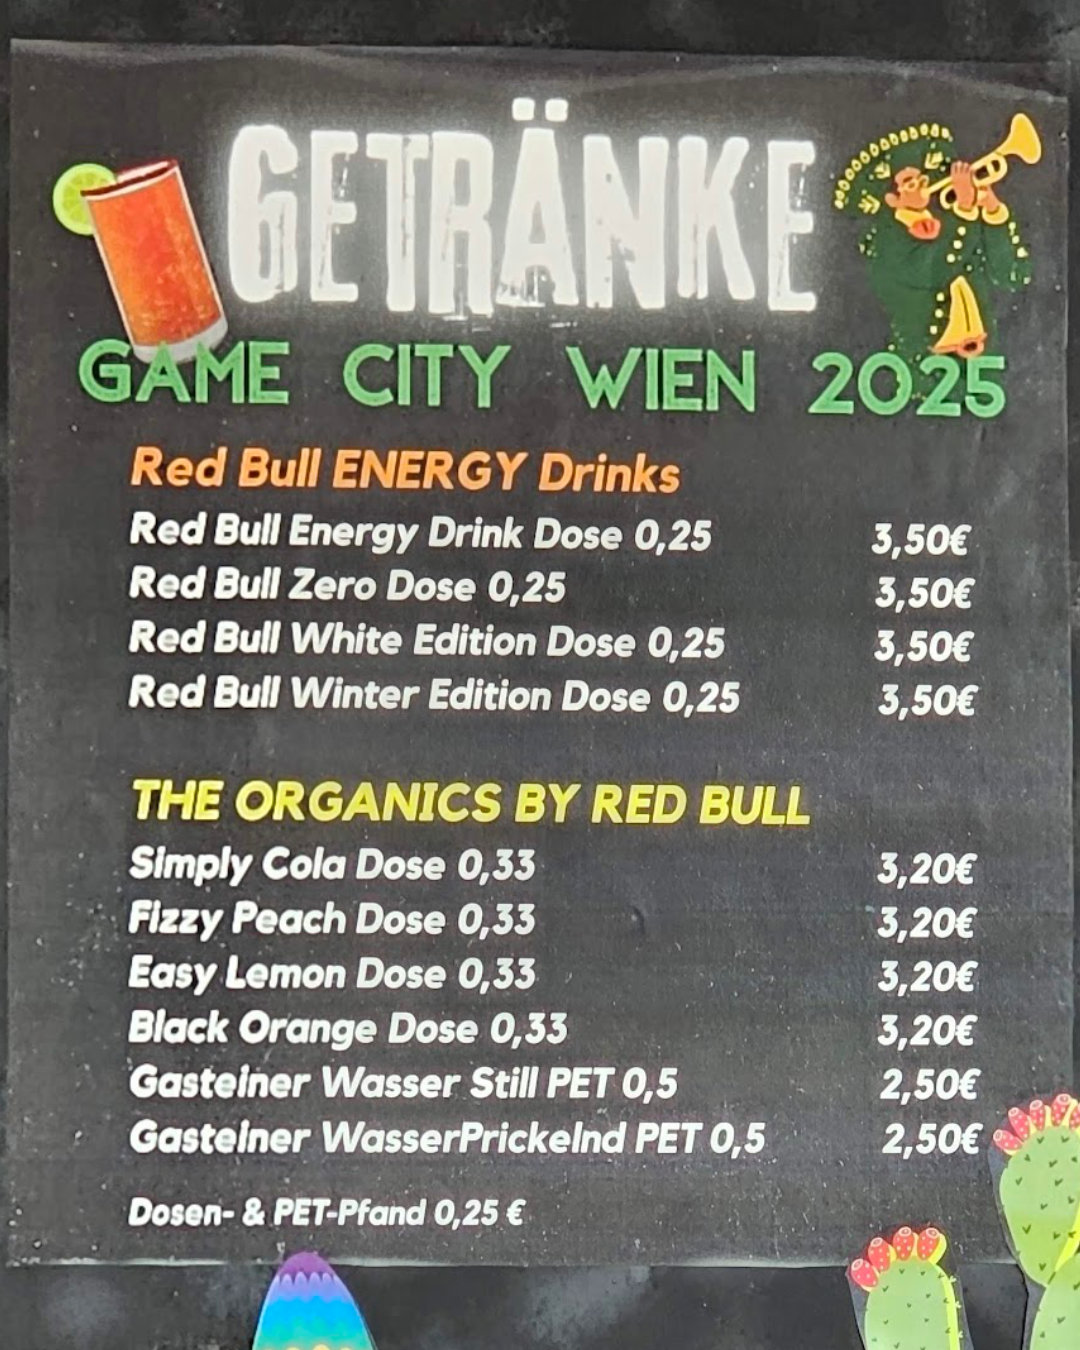 GETRÄNKE
GAME CITY WIEN 2025
Red Bull ENERGY Drinks
Red Bull Energy Drink Dose 0,25 3,50€
Red Bull Zero Dose 0,25 3,50€
Red Bull White Edition Dose 0,25 3,50€
Red Bull Winter Edition Dose 0,25 3,50€
THE ORGANICS BY RED BULL
Simply Cola Dose 0,33 3,20€
Fizzy Peach Dose 0,33 3,20€
Easy Lemon Dose 0,33 3,20€
Black Orange Dose 0,33 3,20€
Gasteiner Wasser Still PET 0,5 2,50€
Gasteiner WasserPrickelnd PET 0,5 2,50€
Dosen- & PET-Pfand 0,25 €